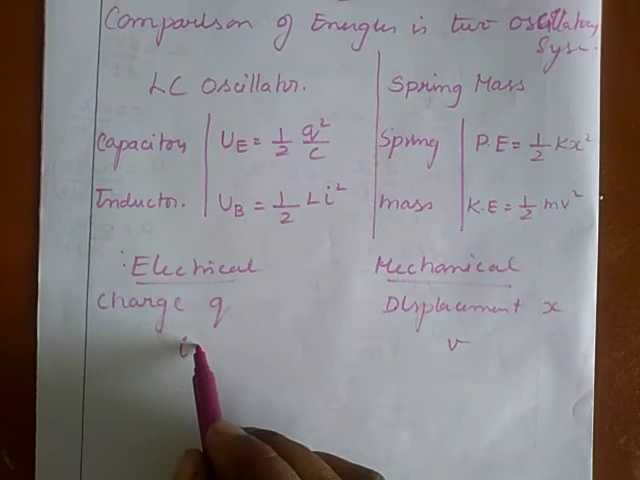 Comparison of Energies in two oscillatory
Sys.
LC Oscillator. Spring Mass
Capacitor U_E = 1/2 q²/c Spring P.E = 1/2 Kx²
Inductor. U_B = 1/2 Li² mass K.E = 1/2 mv²
Electrical Mechanical
Charge q Displacement x
i v